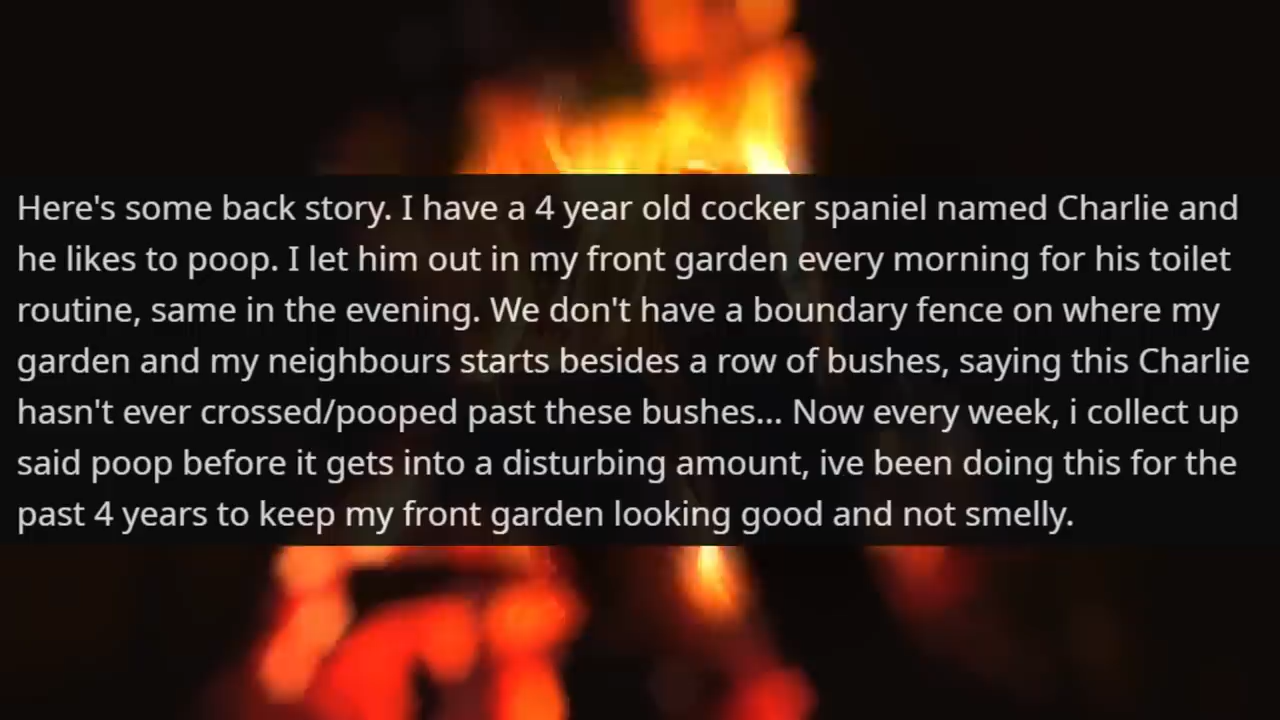 Here's some back story. I have a 4 year old cocker spaniel named Charlie and
he likes to poop. I let him out in my front garden every morning for his toilet
routine, same in the evening. We don't have a boundary fence on where my
garden and my neighbours starts besides a row of bushes, saying this Charlie
hasn't ever crossed/pooped past these bushes... Now every week, i collect up
said poop before it gets into a disturbing amount, ive been doing this for the
past 4 years to keep my front garden looking good and not smelly.